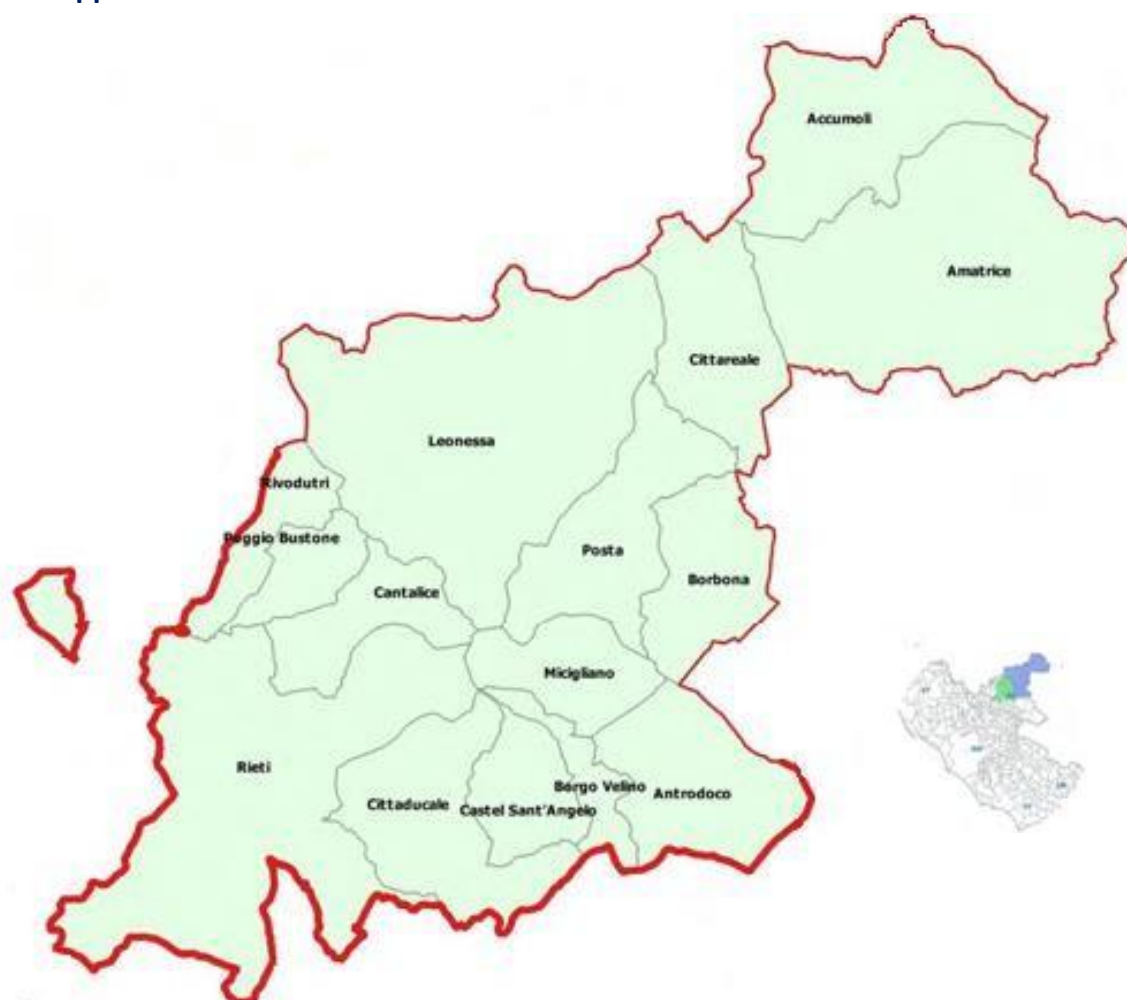 Accumoli
Amatrice
Cittareale
Leonessa
Rivodutri
Poggio Bustone
Posta
Borbona
Cantalice
Micigliano
Rieti
Borgo Velino
Antrodoco
Cittaducale
Castel Sant'Angelo